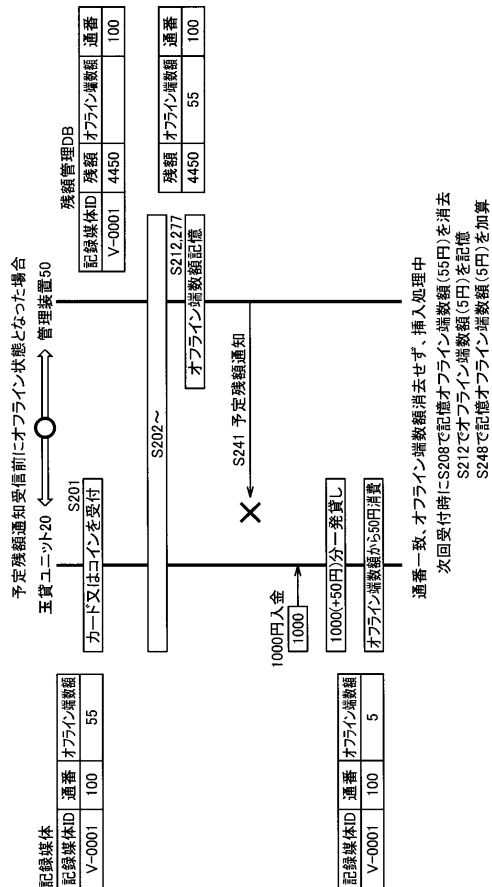 予定残額通知受信前にオフライン状態となった場合
玉貸ユニット20 管理装置50
記録媒体
記録媒体ID 通番 オフライン端数額
V-0001 100 55
S201
カード又はコインを受付
残額管理DB
記録媒体ID 残額 オフライン端数額 通番
V-0001 4450 100
S202~
S212,277
オフライン端数額記憶
残額 オフライン端数額 通番
4450 55 100
S241 予定残額通知
1000円入金
1000
1000(+50円)分一発貸し
オフライン端数額から50円消費
記録媒体ID 通番 オフライン端数額
V-0001 100 5
通番一致、オフライン端数額消去せず、挿入処理中
次回受付時にS208で記憶オフライン端数額(55円)を消去
S212でオフライン端数額(5円)を記憶
S248で記憶オフライン端数額(5円)を加算